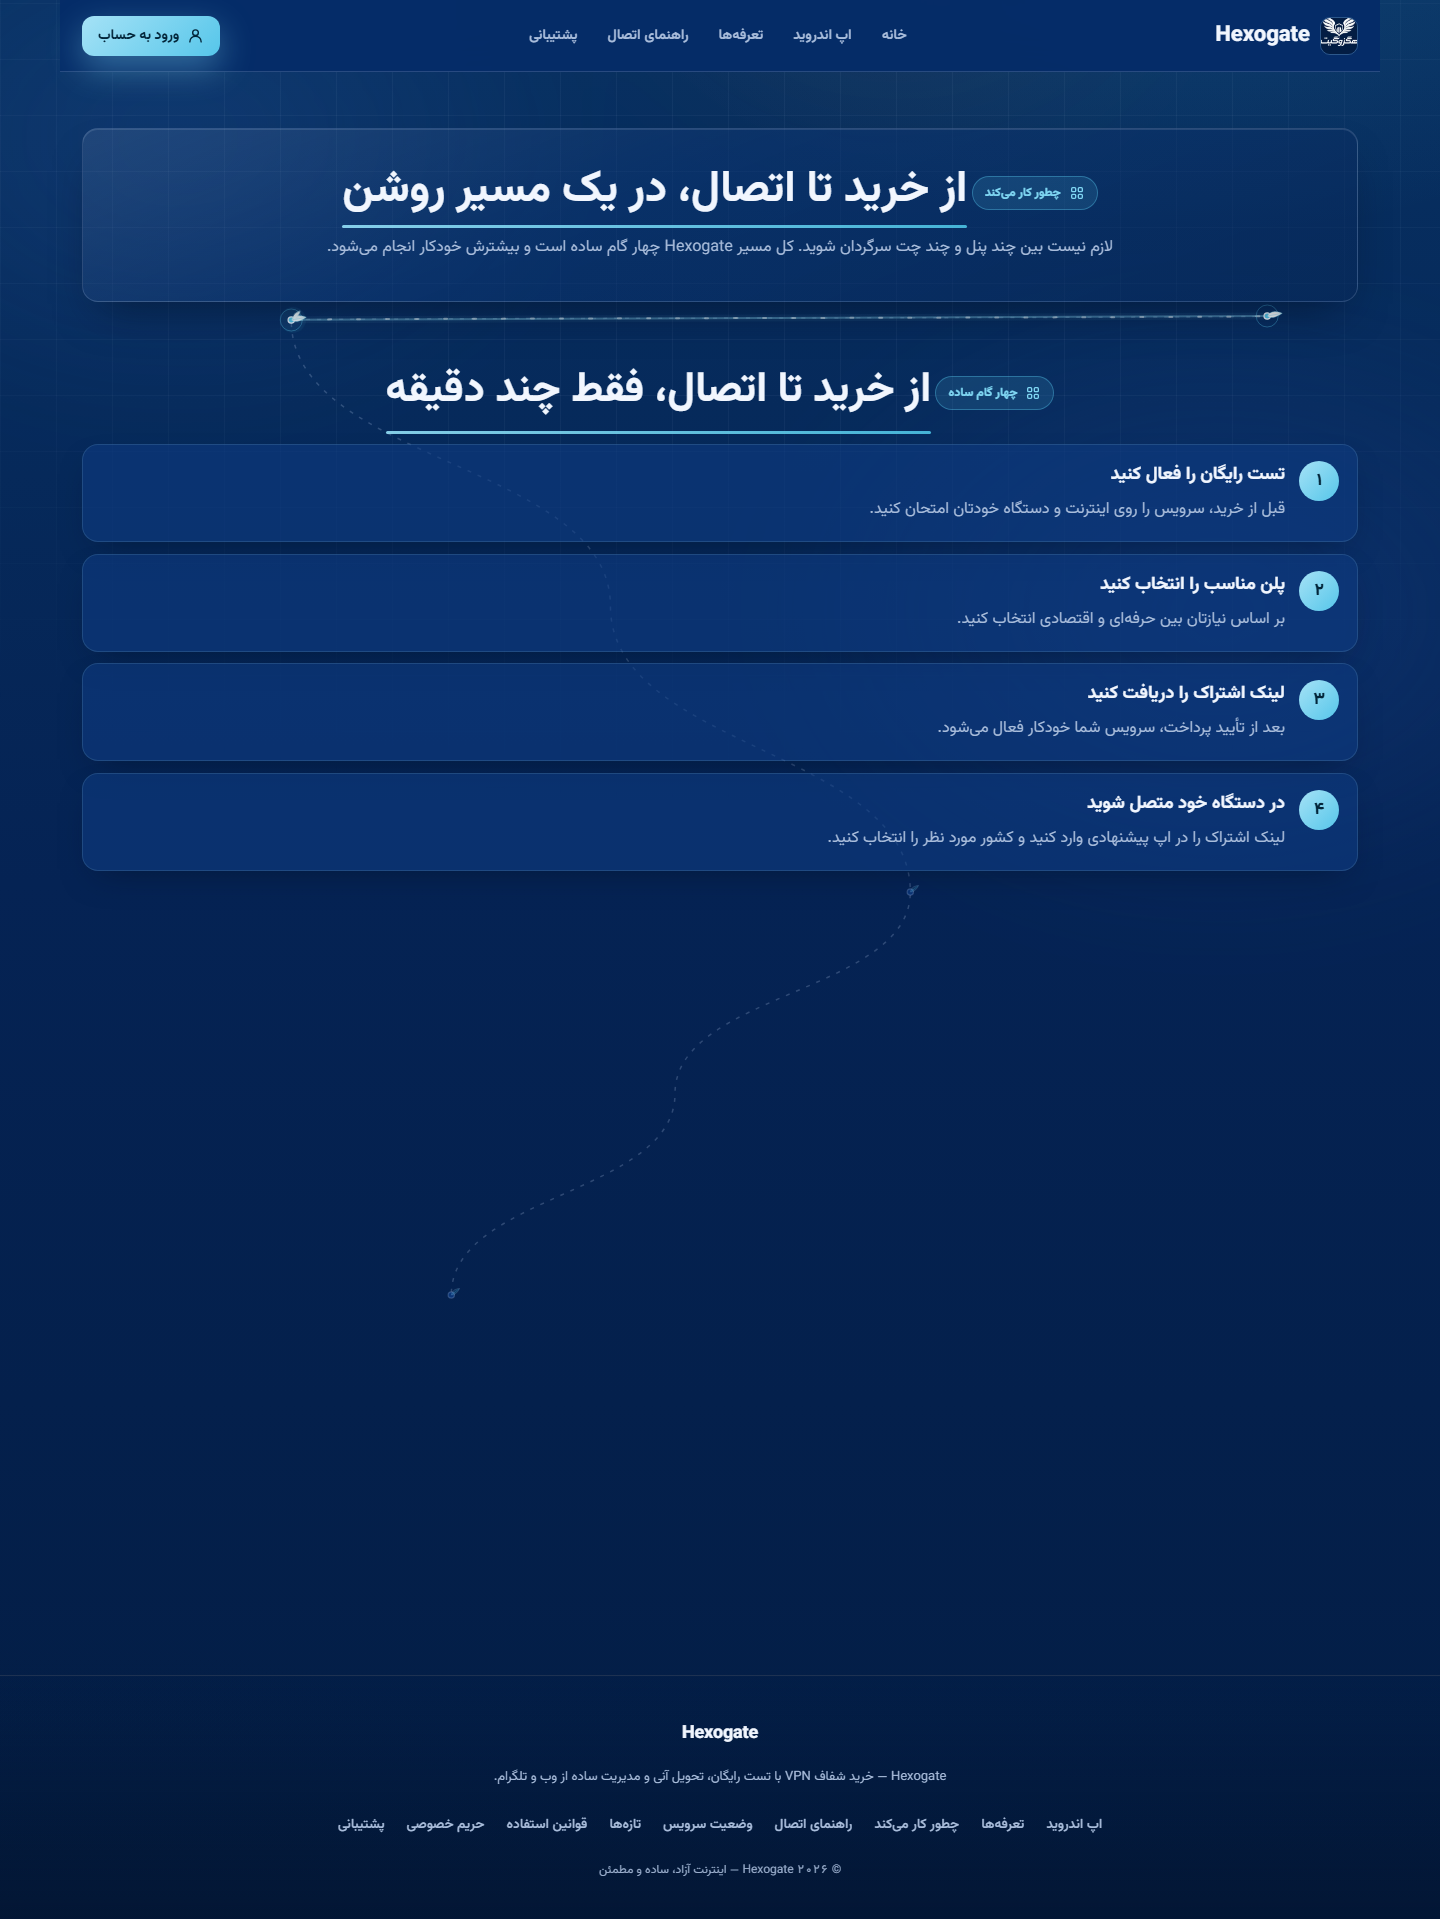 هگزوگیت
Hexogate
خانه
اپ اندروید
تعرفه‌ها
راهنمای اتصال
پشتیبانی
ورود به حساب
چطور کار می‌کند
از خرید تا اتصال، در یک مسیر روشن
لازم نیست بین چند پنل و چند چت سرگردان شوید. کل مسیر Hexogate چهار گام ساده است و بیشترش خودکار انجام می‌شود.
چهار گام ساده
از خرید تا اتصال، فقط چند دقیقه
۱
تست رایگان را فعال کنید
قبل از خرید، سرویس را روی اینترنت و دستگاه خودتان امتحان کنید.
۲
پلن مناسب را انتخاب کنید
بر اساس نیازتان بین حرفه‌ای و اقتصادی انتخاب کنید.
۳
لینک اشتراک را دریافت کنید
بعد از تأیید پرداخت، سرویس شما خودکار فعال می‌شود.
۴
در دستگاه خود متصل شوید
لینک اشتراک را در اپ پیشنهادی وارد کنید و کشور مورد نظر را انتخاب کنید.
Hexogate
Hexogate — خرید شفاف VPN با تست رایگان، تحویل آنی و مدیریت ساده از وب و تلگرام.
اپ اندروید
تعرفه‌ها
چطور کار می‌کند
راهنمای اتصال
وضعیت سرویس
تازه‌ها
قوانین استفاده
حریم خصوصی
پشتیبانی
© ۲۰۲۶ Hexogate — اینترنت آزاد، ساده و مطمئن